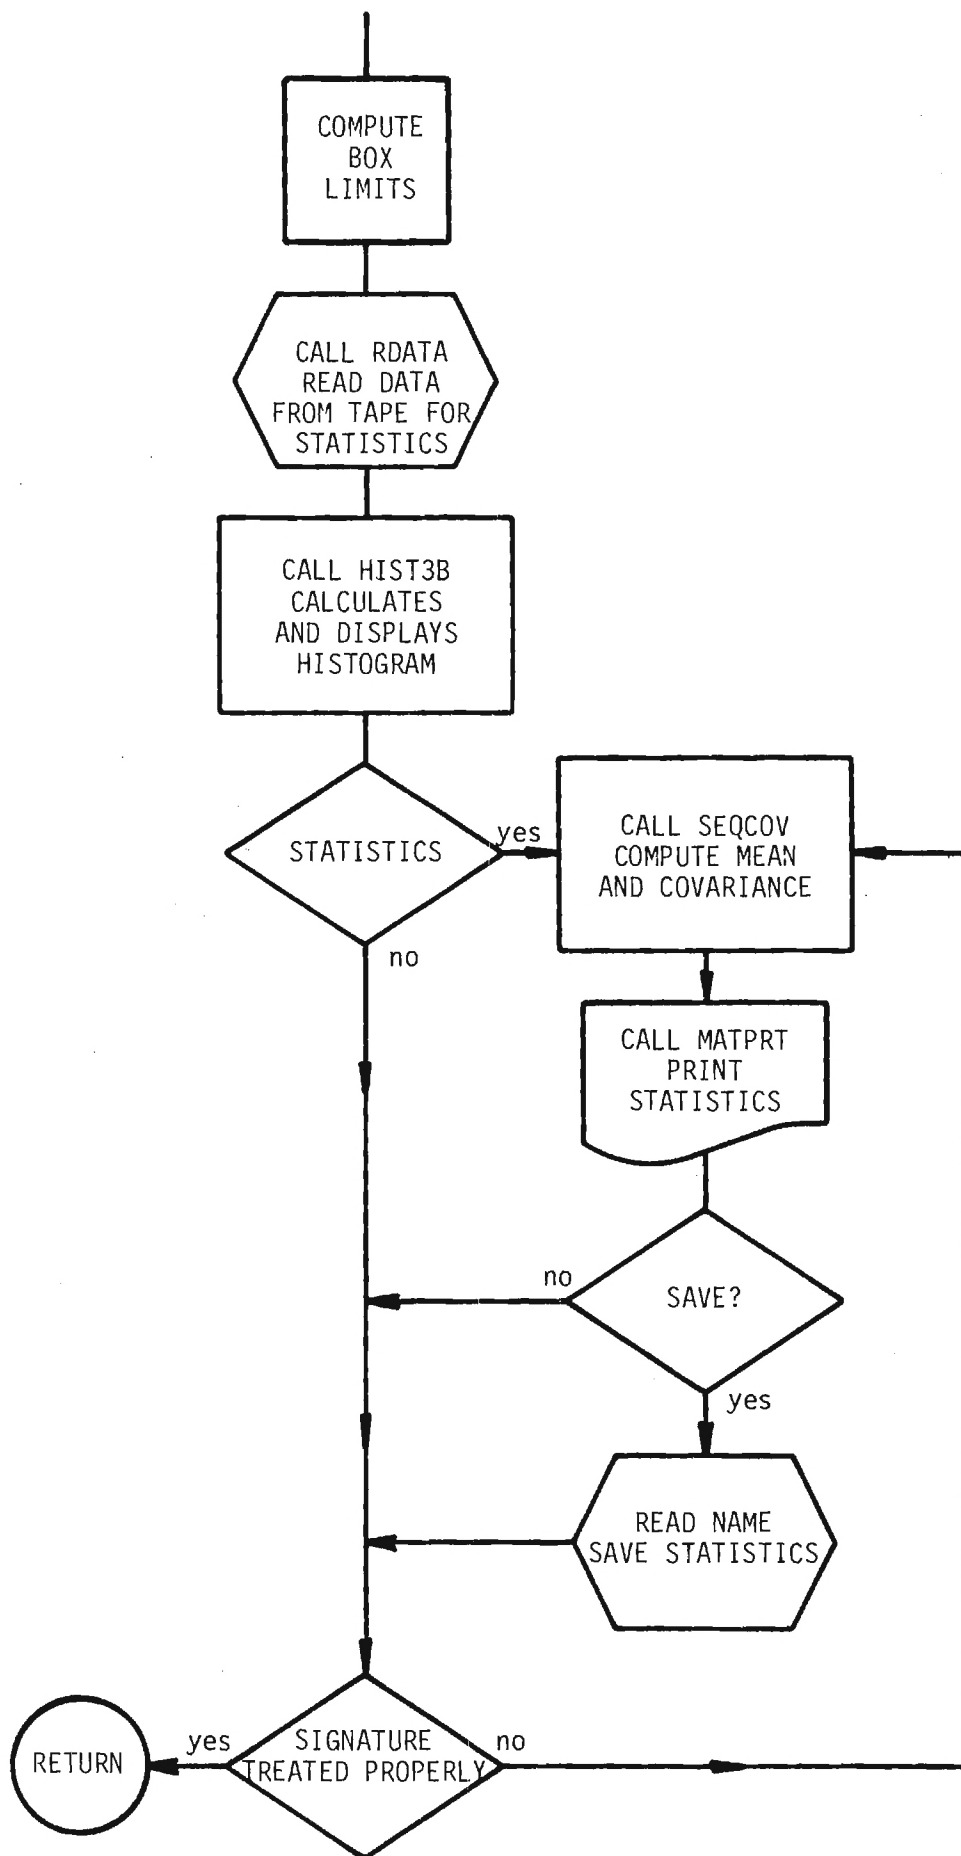 COMPUTE
BOX
LIMITS
CALL RDATA
READ DATA
FROM TAPE FOR
STATISTICS
CALL HIST3B
CALCULATES
AND DISPLAYS
HISTOGRAM
STATISTICS
yes
no
CALL SEQCOV
COMPUTE MEAN
AND COVARIANCE
CALL MATPRT
PRINT
STATISTICS
SAVE?
no
yes
READ NAME
SAVE STATISTICS
SIGNATURE
TREATED PROPERLY
yes
no
RETURN